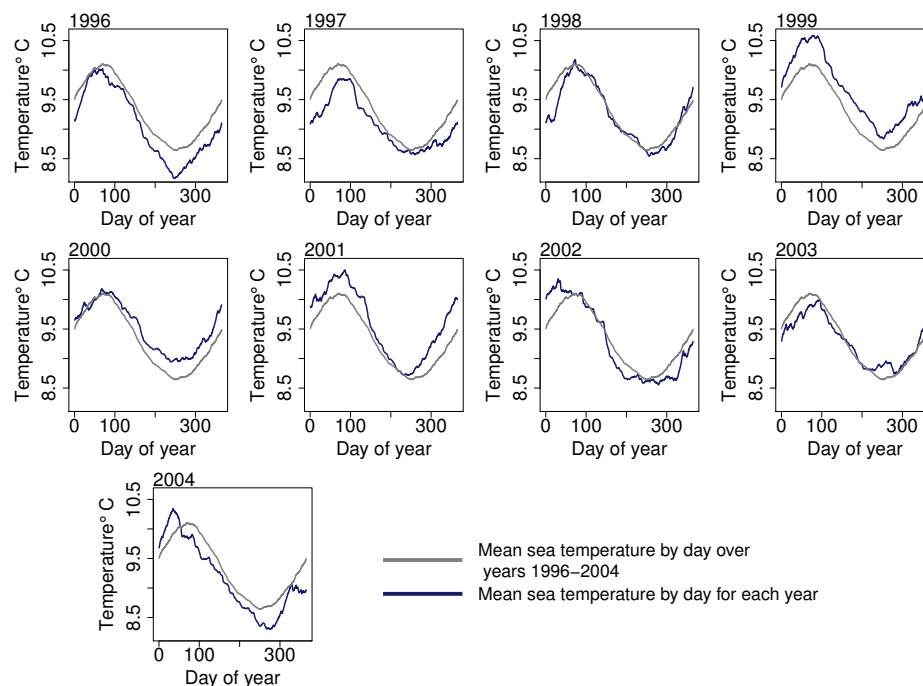 1996
Temperature° C
8.5 9.5 10.5
0 100 300
Day of year
1997
Temperature° C
8.5 9.5 10.5
0 100 300
Day of year
1998
Temperature° C
8.5 9.5 10.5
0 100 300
Day of year
1999
Temperature° C
8.5 9.5 10.5
0 100 300
Day of year
2000
Temperature° C
8.5 9.5 10.5
0 100 300
Day of year
2001
Temperature° C
8.5 9.5 10.5
0 100 300
Day of year
2002
Temperature° C
8.5 9.5 10.5
0 100 300
Day of year
2003
Temperature° C
8.5 9.5 10.5
0 100 300
Day of year
2004
Temperature° C
8.5 9.5 10.5
0 100 300
Day of year
Mean sea temperature by day over
years 1996−2004
Mean sea temperature by day for each year